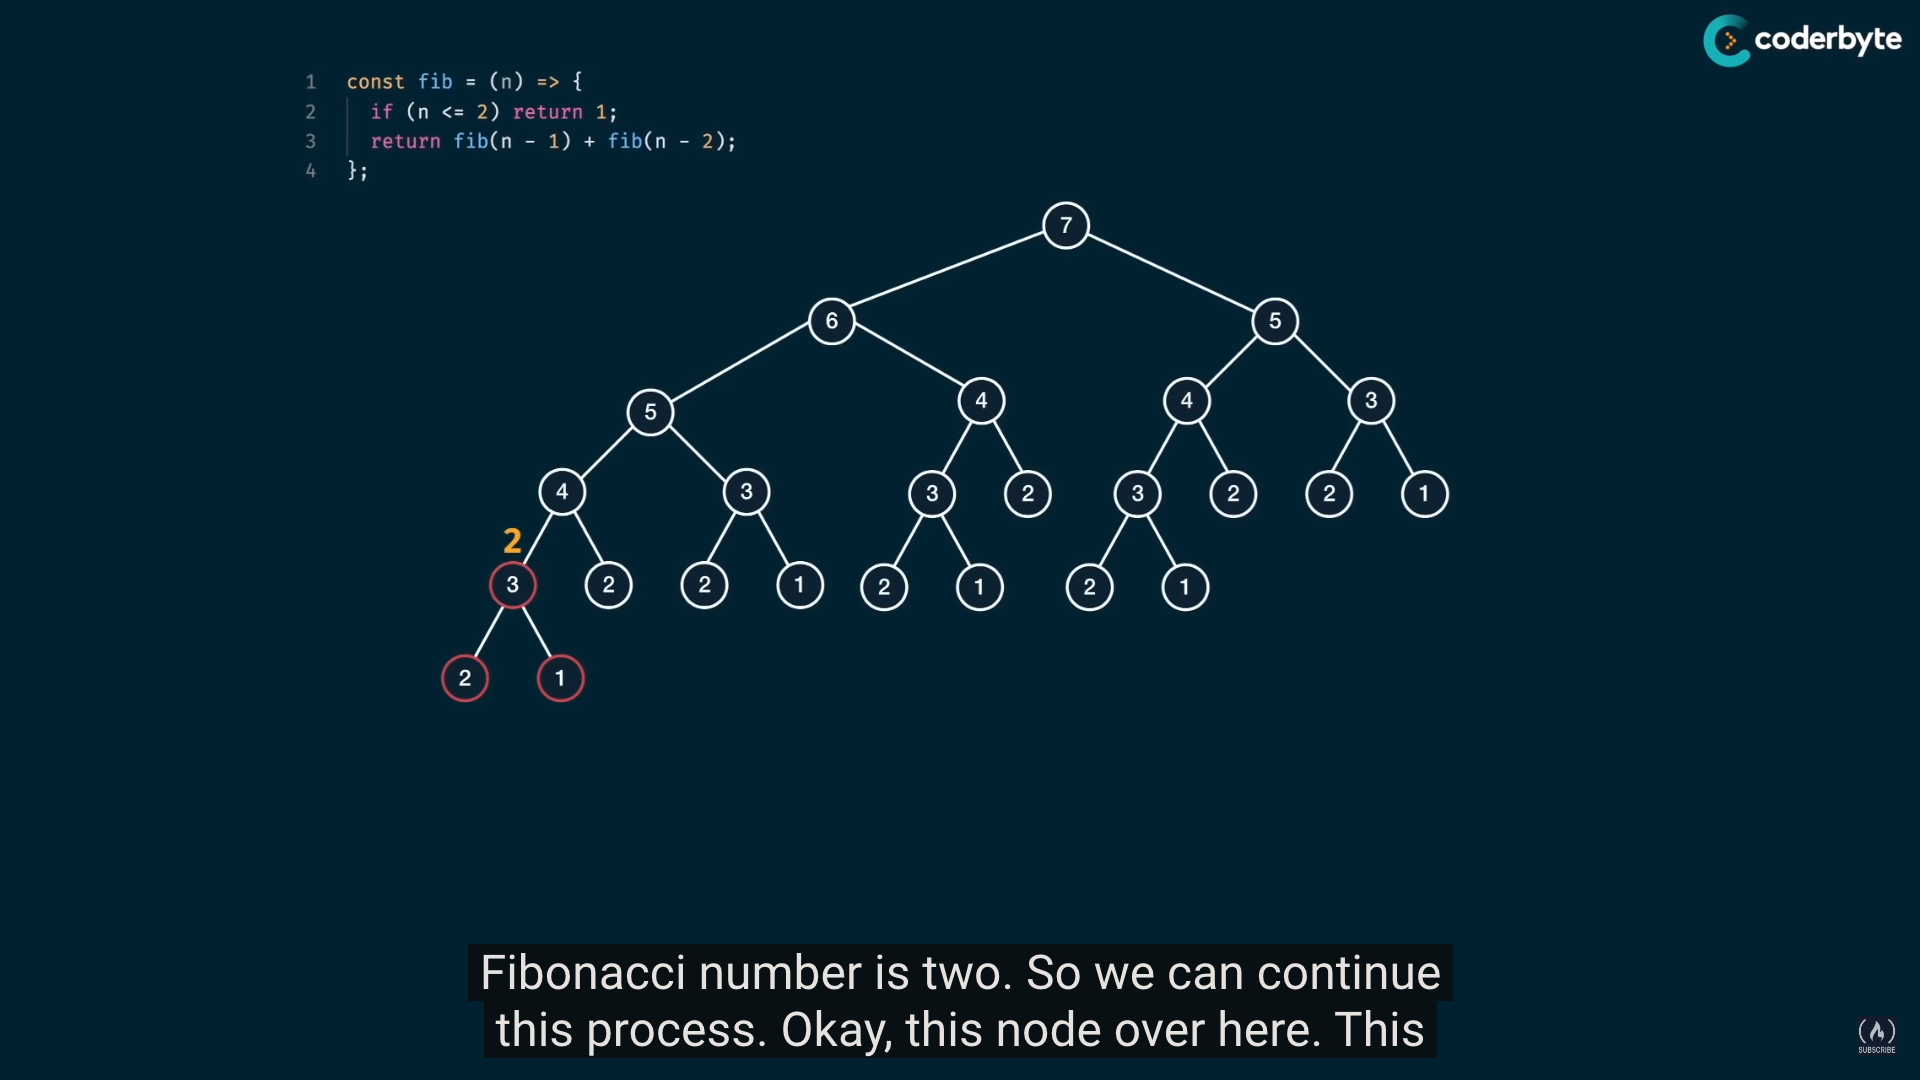 coderbyte
1 const fib = (n) => {
2 if (n <= 2) return 1;
3 return fib(n - 1) + fib(n - 2);
4 };
7
6 5
5 4 4 3
4 3 3 2 3 2 2 1
2
3 2 2 1 2 1 2 1
2 1
Fibonacci number is two. So we can continue
this process. Okay, this node over here. This
SUBSCRIBE